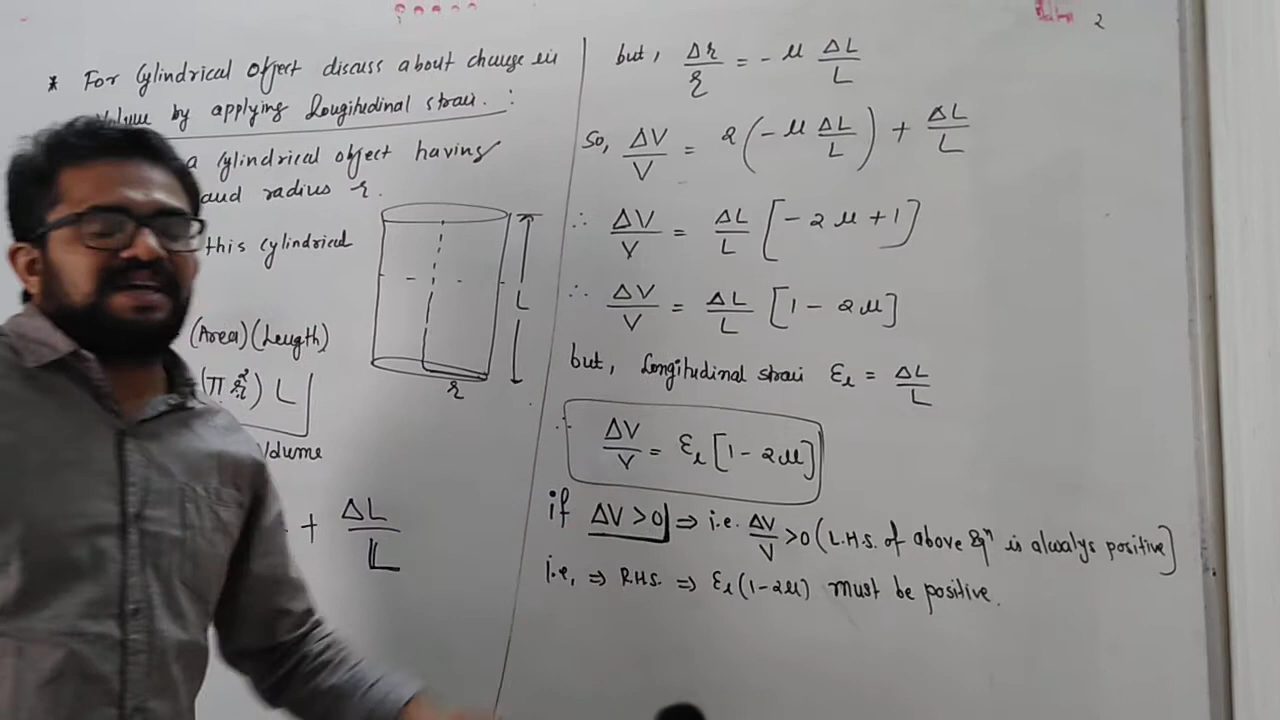 * For Cylindrical Object discuss about change in
Volume by applying Longitudinal strain. :
a cylindrical object having
and radius r.
this cylindrical
(Area)(Length)
(πr²) L
Volume
+ ΔL/L
L
r
2
but, Δr/r = - μ ΔL/L
So, ΔV/V = 2(-μ ΔL/L) + ΔL/L
∴ ΔV/V = ΔL/L [-2μ+1]
∴ ΔV/V = ΔL/L [1-2μ]
but, Longitudinal strain εl = ΔL/L
∴ ΔV/V = εl [1-2μ]
if ΔV>0 ⇒ i.e. ΔV/V >0 (L.H.S. of above Eqn is always positive]
i.e, ⇒ R.H.S. ⇒ εl(1-2μ) must be positive.